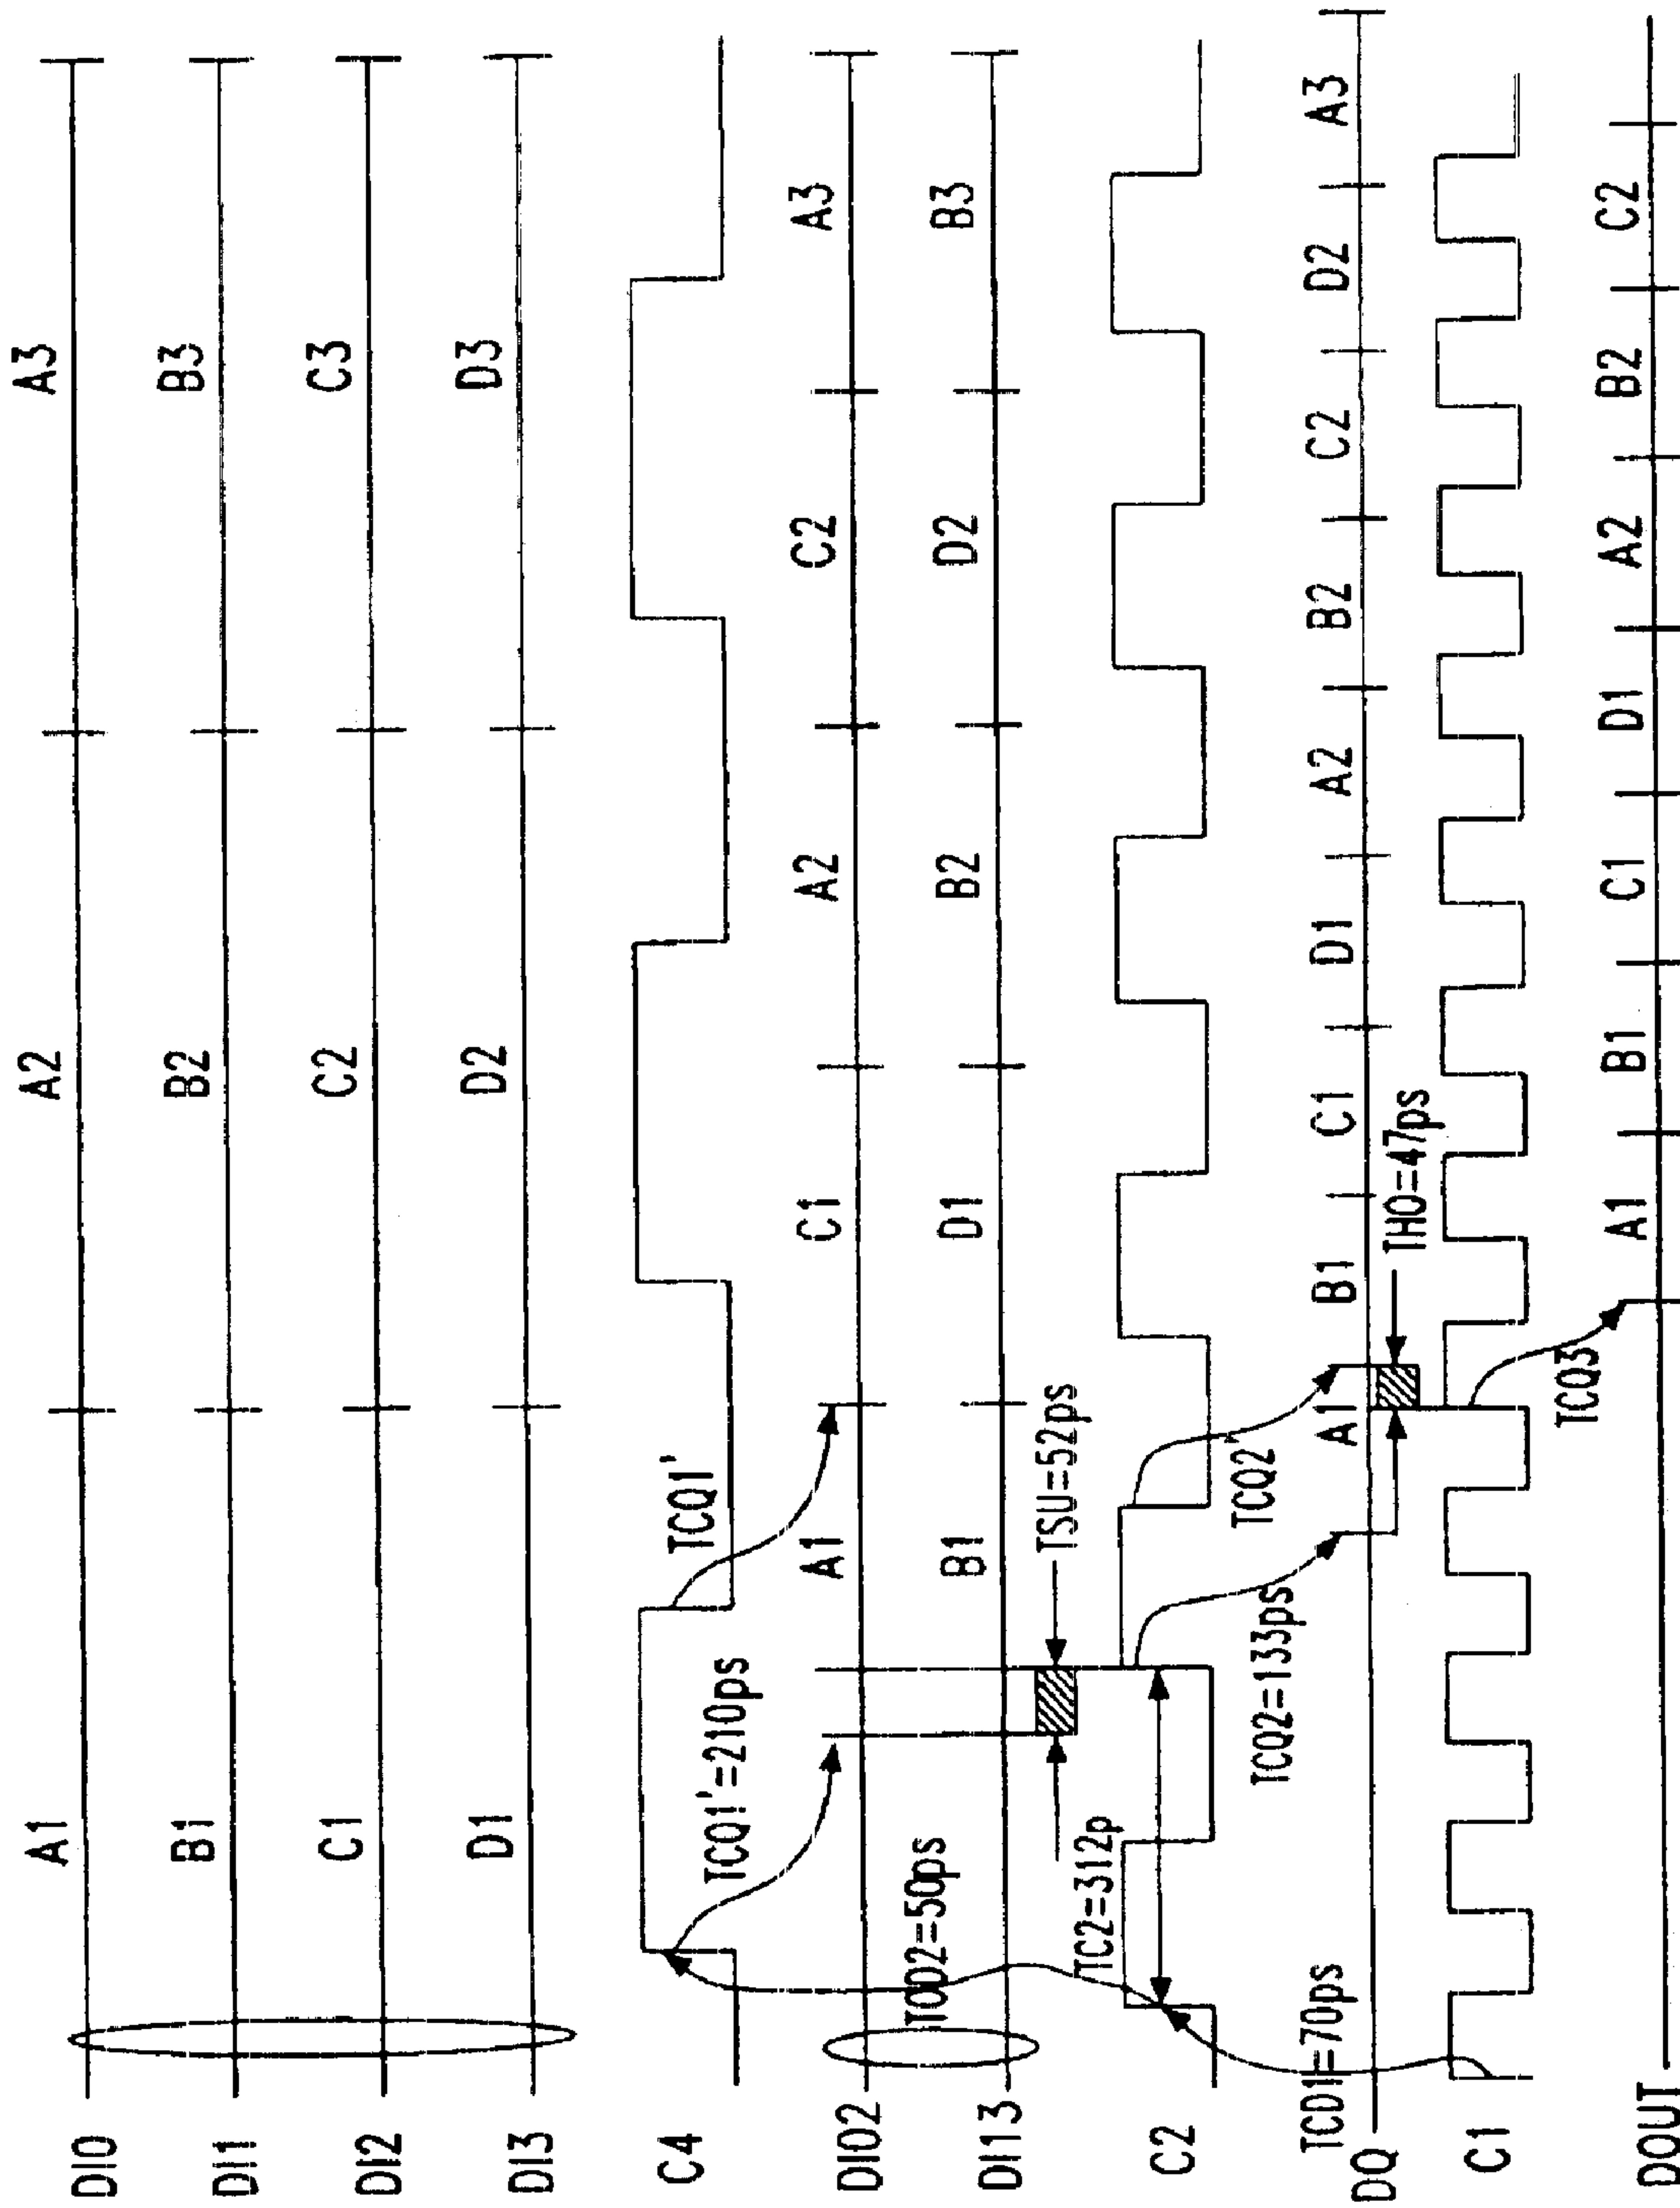 DI0 A1 A2 A3
DI1 B1 B2 B3
DI2 C1 C2 C3
DI3 D1 D2 D3
C4
TCQ1'=210ps TCQ1'
DI02 A1 C1 A2 C2 A3
TOD2=50ps
DI13 B1 D1 B2 D2 B3
TSU=52ps
TC2=312p
C2
TCQ2=133ps TCQ2'
TCD1=70ps
DQ A1 B1 C1 D1 A2 B2 C2 D2 A3
THO=47ps
C1
TCQ3
DOUT A1 B1 C1 D1 A2 B2 C2